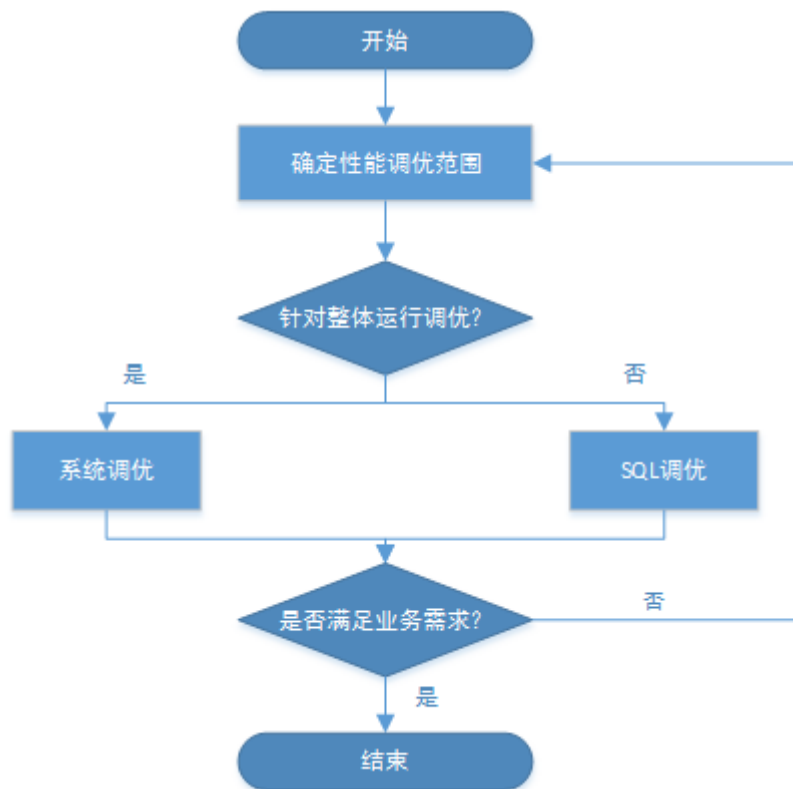 开始
确定性能调优范围
针对整体运行调优?
是
否
系统调优
SQL调优
是否满足业务需求?
否
是
结束